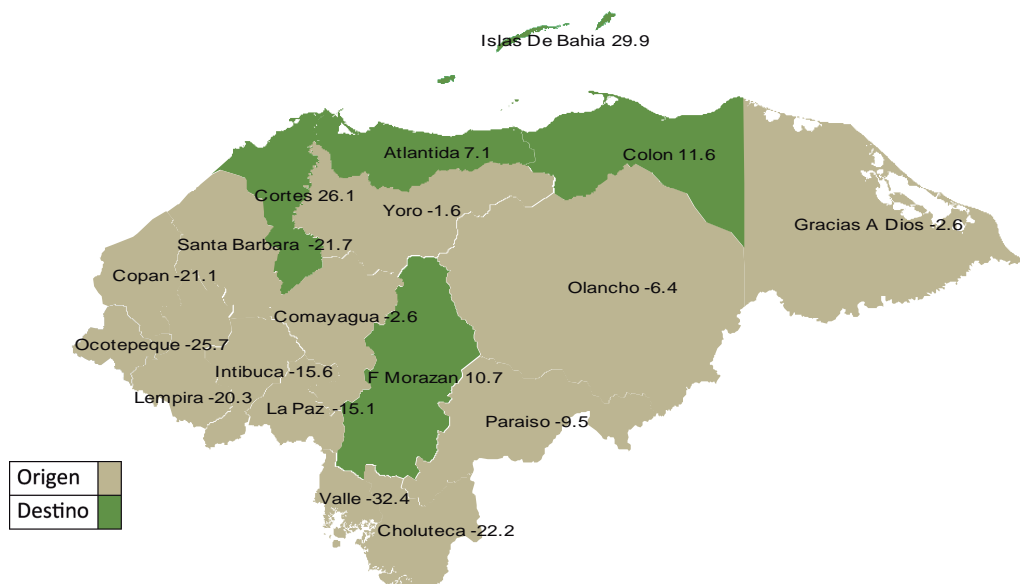 Islas De Bahia 29.9
Atlantida 7.1
Colon 11.6
Cortes 26.1
Yoro -1.6
Gracias A Dios -2.6
Santa Barbara -21.7
Copan -21.1
Olancho -6.4
Comayagua -2.6
Ocotepeque -25.7
Intibuca -15.6
F Morazan 10.7
Lempira -20.3
La Paz -15.1
Paraiso -9.5
Origen
Destino
Valle -32.4
Choluteca -22.2